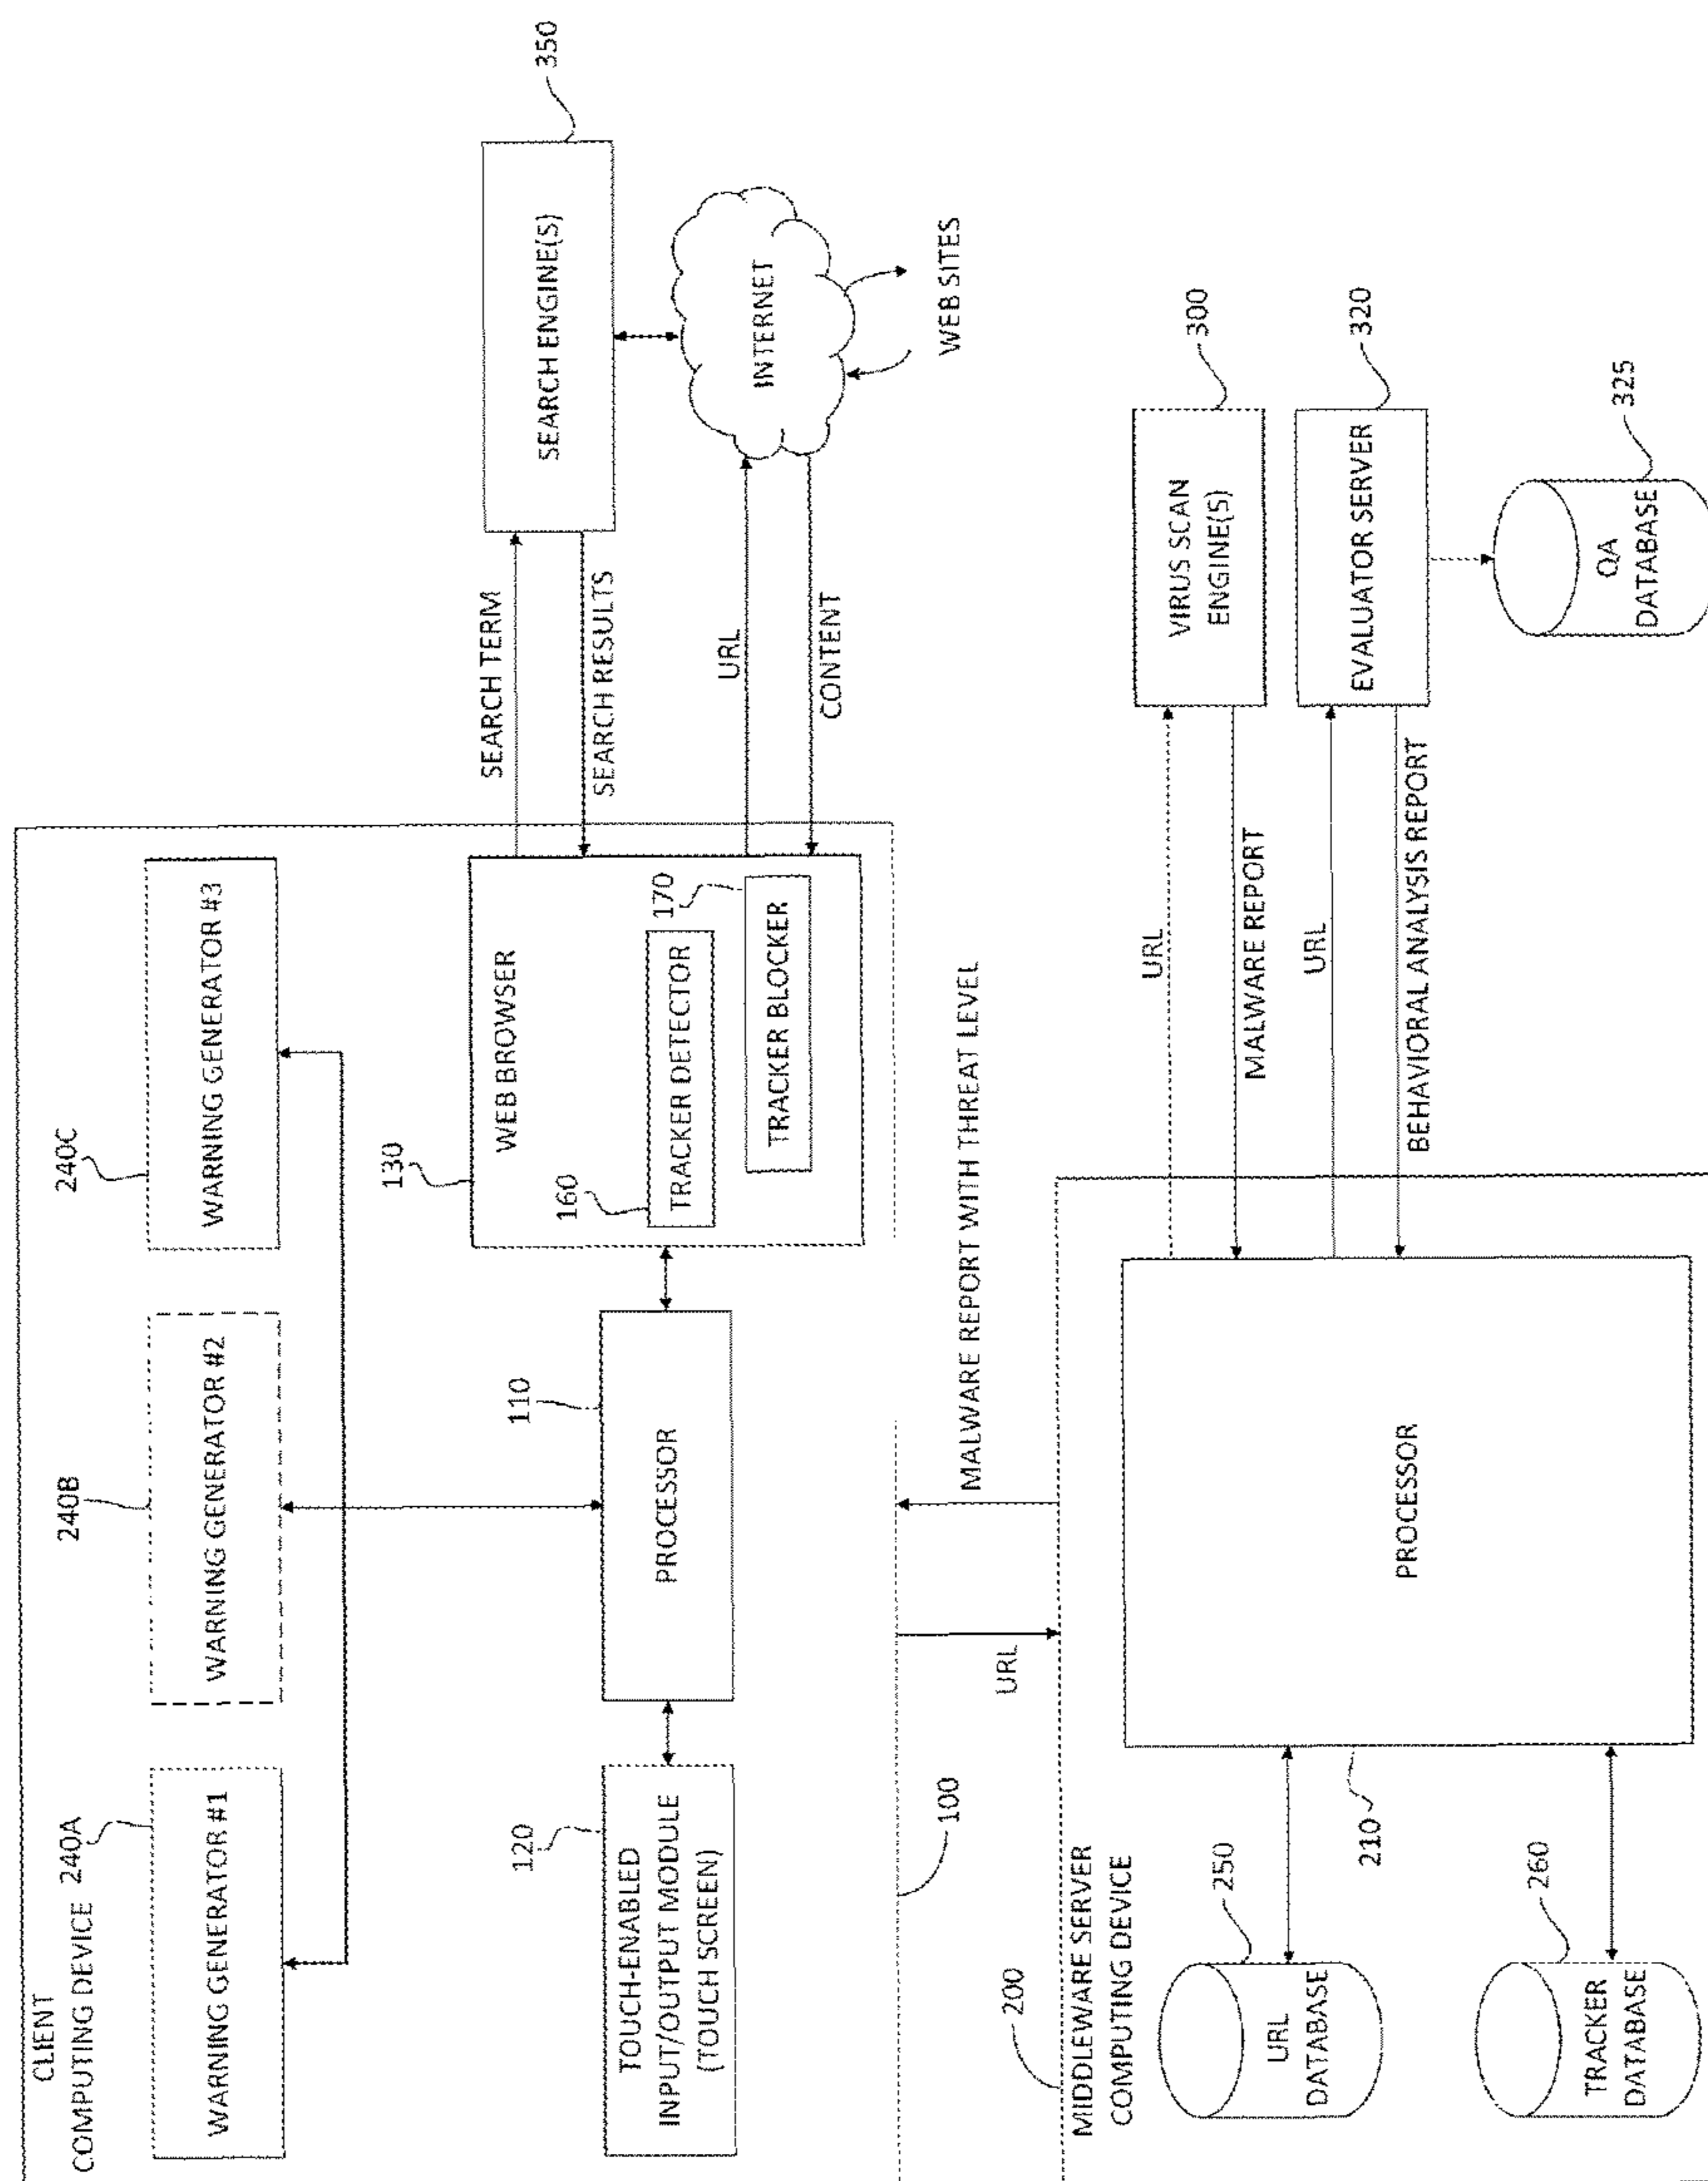 CLIENT
COMPUTING DEVICE
240A
WARNING GENERATOR #1
240B
WARNING GENERATOR #2
240C
WARNING GENERATOR #3
120
TOUCH-ENABLED
INPUT/OUTPUT MODULE
(TOUCH SCREEN)
110
PROCESSOR
130
WEB BROWSER
160
TRACKER DETECTOR
170
TRACKER BLOCKER
SEARCH TERM
SEARCH RESULTS
350
SEARCH ENGINE(S)
URL
CONTENT
INTERNET
WEB SITES
100
URL
MALWARE REPORT WITH THREAT LEVEL
200
MIDDLEWARE SERVER
COMPUTING DEVICE
250
URL
DATABASE
260
TRACKER
DATABASE
210
PROCESSOR
URL
MALWARE REPORT
300
VIRUS SCAN
ENGINE(S)
URL
BEHAVIORAL ANALYSIS REPORT
320
EVALUATOR SERVER
325
QA
DATABASE